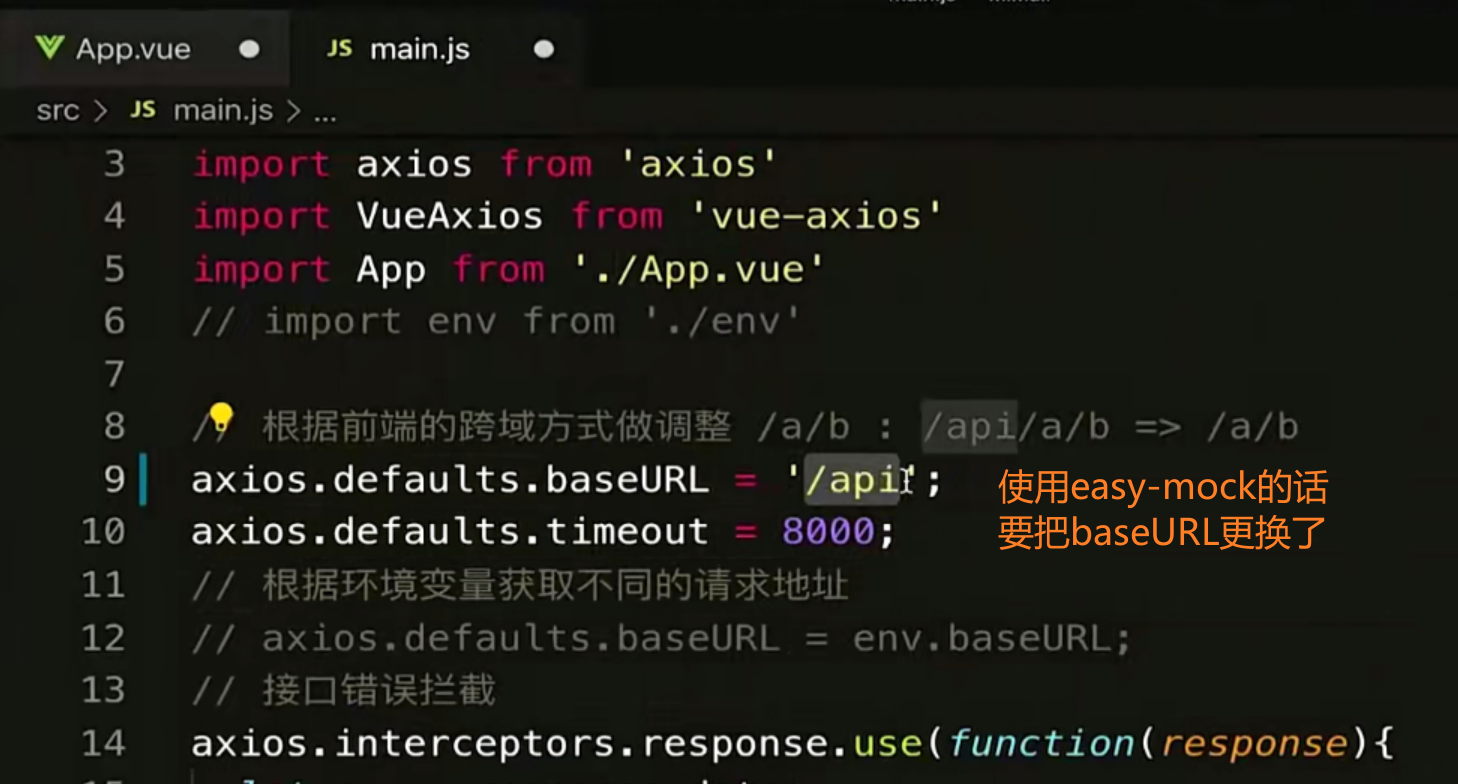 App.vue
JS main.js
src > JS main.js > ...
3 import axios from 'axios'
4 import VueAxios from 'vue-axios'
5 import App from './App.vue'
6 // import env from './env'
7
8 // 根据前端的跨域方式做调整 /a/b : /api/a/b => /a/b
9 axios.defaults.baseURL = '/api';
使用easy-mock的话
要把baseURL更换了
10 axios.defaults.timeout = 8000;
11 // 根据环境变量获取不同的请求地址
12 // axios.defaults.baseURL = env.baseURL;
13 // 接口错误拦截
14 axios.interceptors.response.use(function(response){